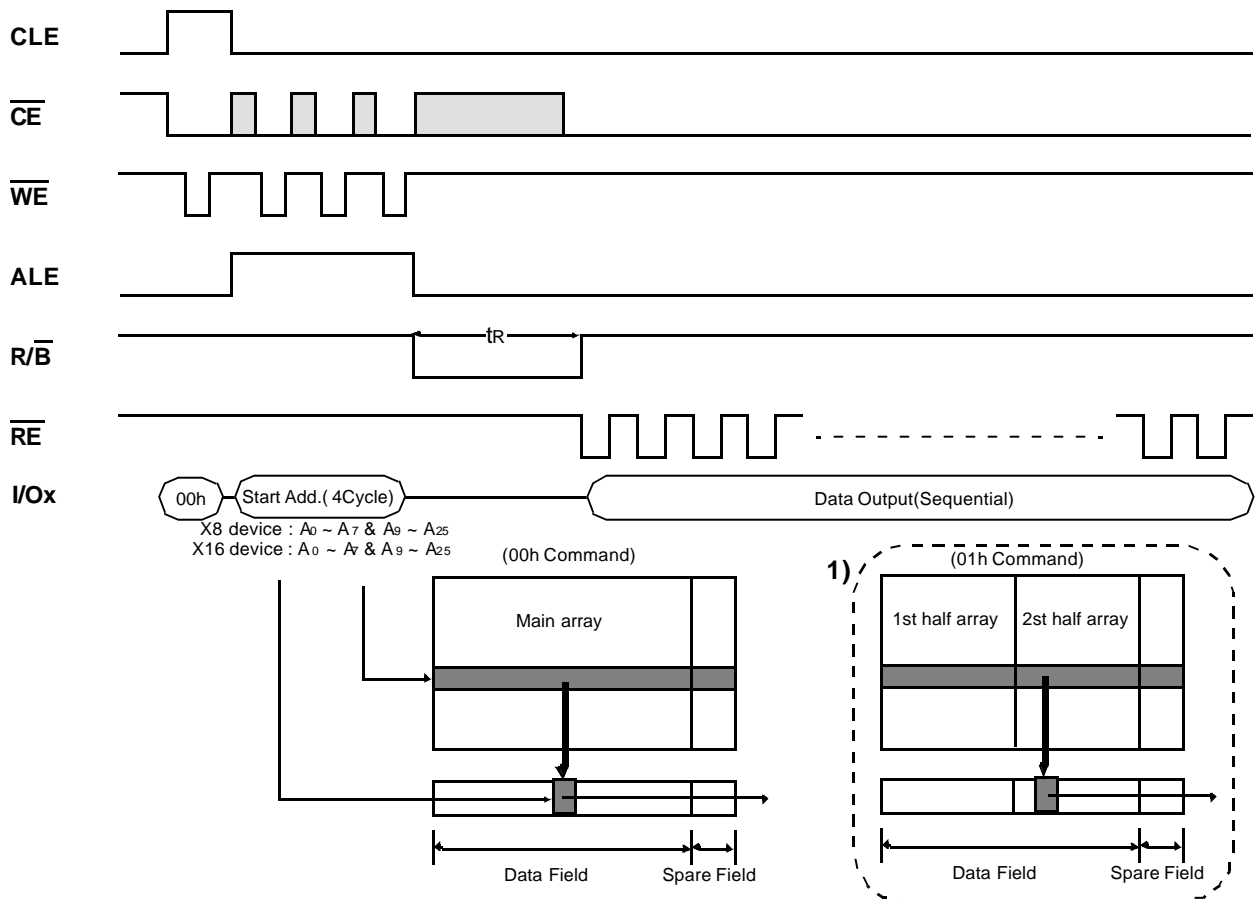 CLE
CE
WE
ALE
R/B
tR
RE
I/Ox
00h
Start Add.( 4Cycle)
Data Output(Sequential)
X8 device : A0 ~ A7 & A9 ~ A25
X16 device : A0 ~ A7 & A9 ~ A25
(00h Command)
1)
(01h Command)
Main array
1st half array
2st half array
Data Field
Spare Field
Data Field
Spare Field